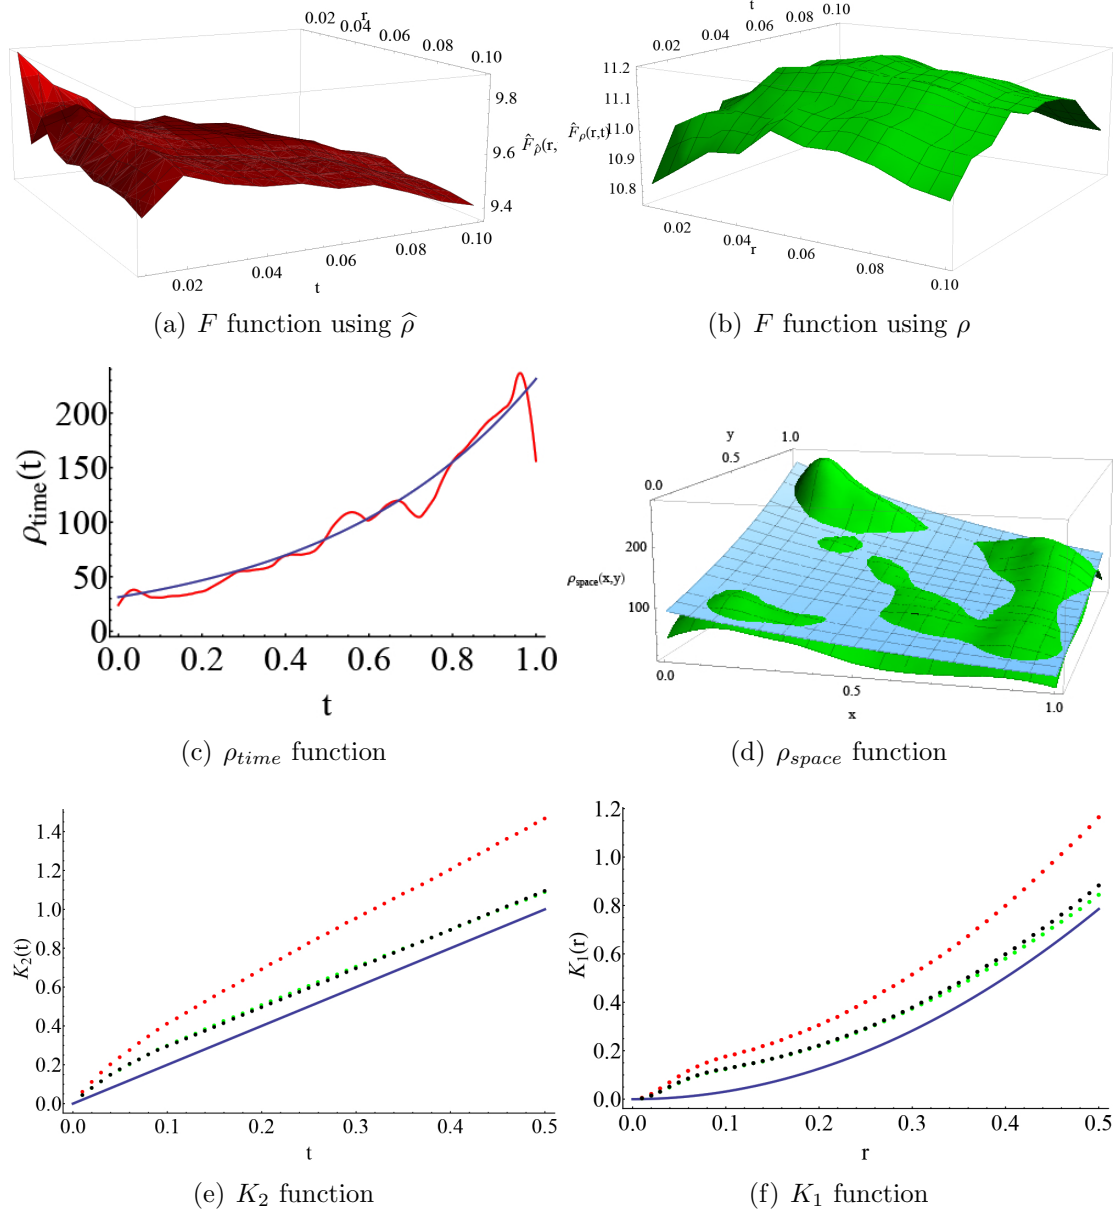 r
0.02 0.04 0.06 0.08 0.10
9.8
9.6
9.4
F̂ρ̂(r,
0.02 0.04 0.06 0.08 0.10
t
(a) F function using ρ̂
t
0.02 0.04 0.06 0.08 0.10
11.2
11.1
11.0
10.9
10.8
F̂ρ(r,t)
0.02 0.04 0.06 0.08 0.10
r
(b) F function using ρ
ρtime(t)
200
150
100
50
0
0.0 0.2 0.4 0.6 0.8 1.0
t
(c) ρtime function
y
0.0 0.5 1.0
200
100
ρspace(x,y)
0.0 0.5 1.0
x
(d) ρspace function
K2(t)
1.4
1.2
1.0
0.8
0.6
0.4
0.2
0.0
0.0 0.1 0.2 0.3 0.4 0.5
t
(e) K2 function
K1(r)
1.2
1.0
0.8
0.6
0.4
0.2
0.0
0.0 0.1 0.2 0.3 0.4 0.5
r
(f) K1 function